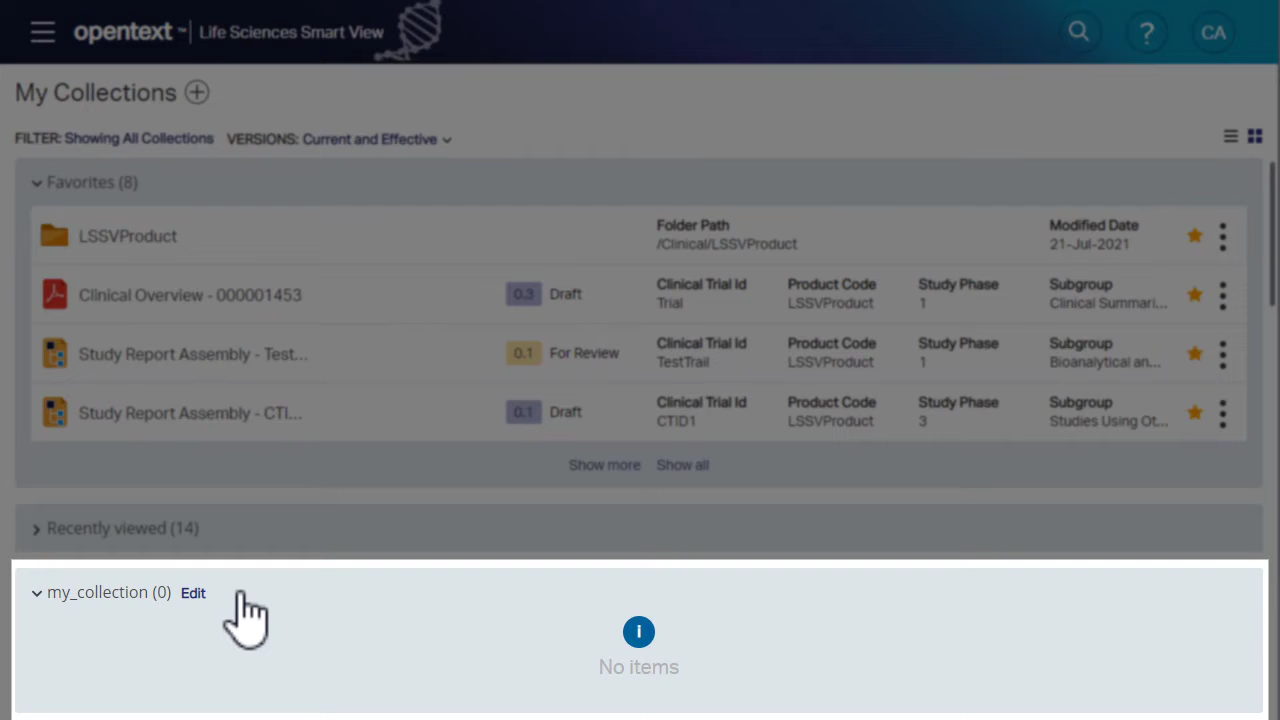 opentext™ | Life Sciences Smart View
? CA
My Collections
FILTER: Showing All Collections VERSIONS: Current and Effective
Favorites (8)
LSSVProduct Folder Path Modified Date
/Clinical/LSSVProduct 21-Jul-2021
Clinical Overview - 000001453 0.3 Draft Clinical Trial Id Product Code Study Phase Subgroup
Trial LSSVProduct 1 Clinical Summari...
Study Report Assembly - Test... 0.1 For Review Clinical Trial Id Product Code Study Phase Subgroup
TestTrail LSSVProduct 1 Bioanalytical an...
Study Report Assembly - CTI... 0.1 Draft Clinical Trial Id Product Code Study Phase Subgroup
CTID1 LSSVProduct 3 Studies Using Ot...
Show more Show all
Recently viewed (14)
my_collection (0) Edit
i
No items